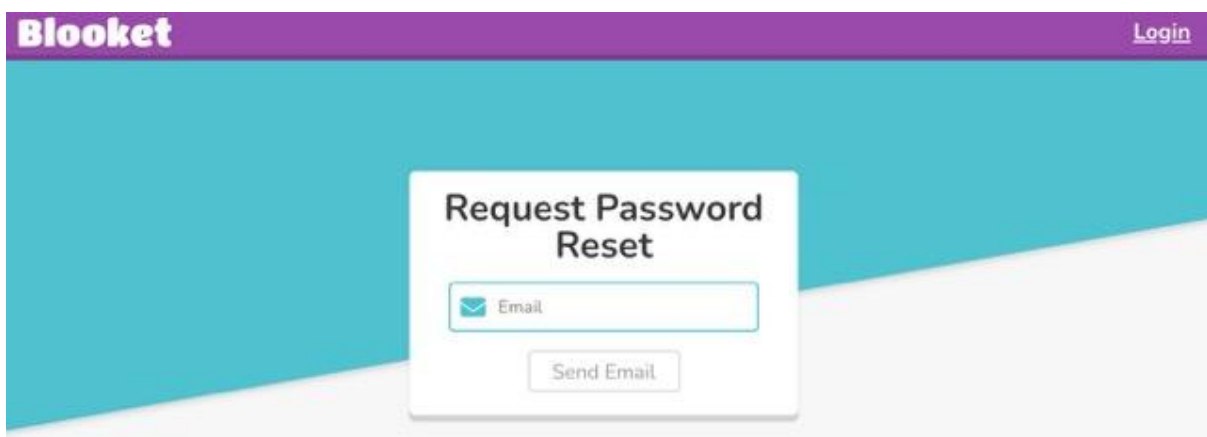 Blooket
Login
Request Password
Reset
Email
Send Email